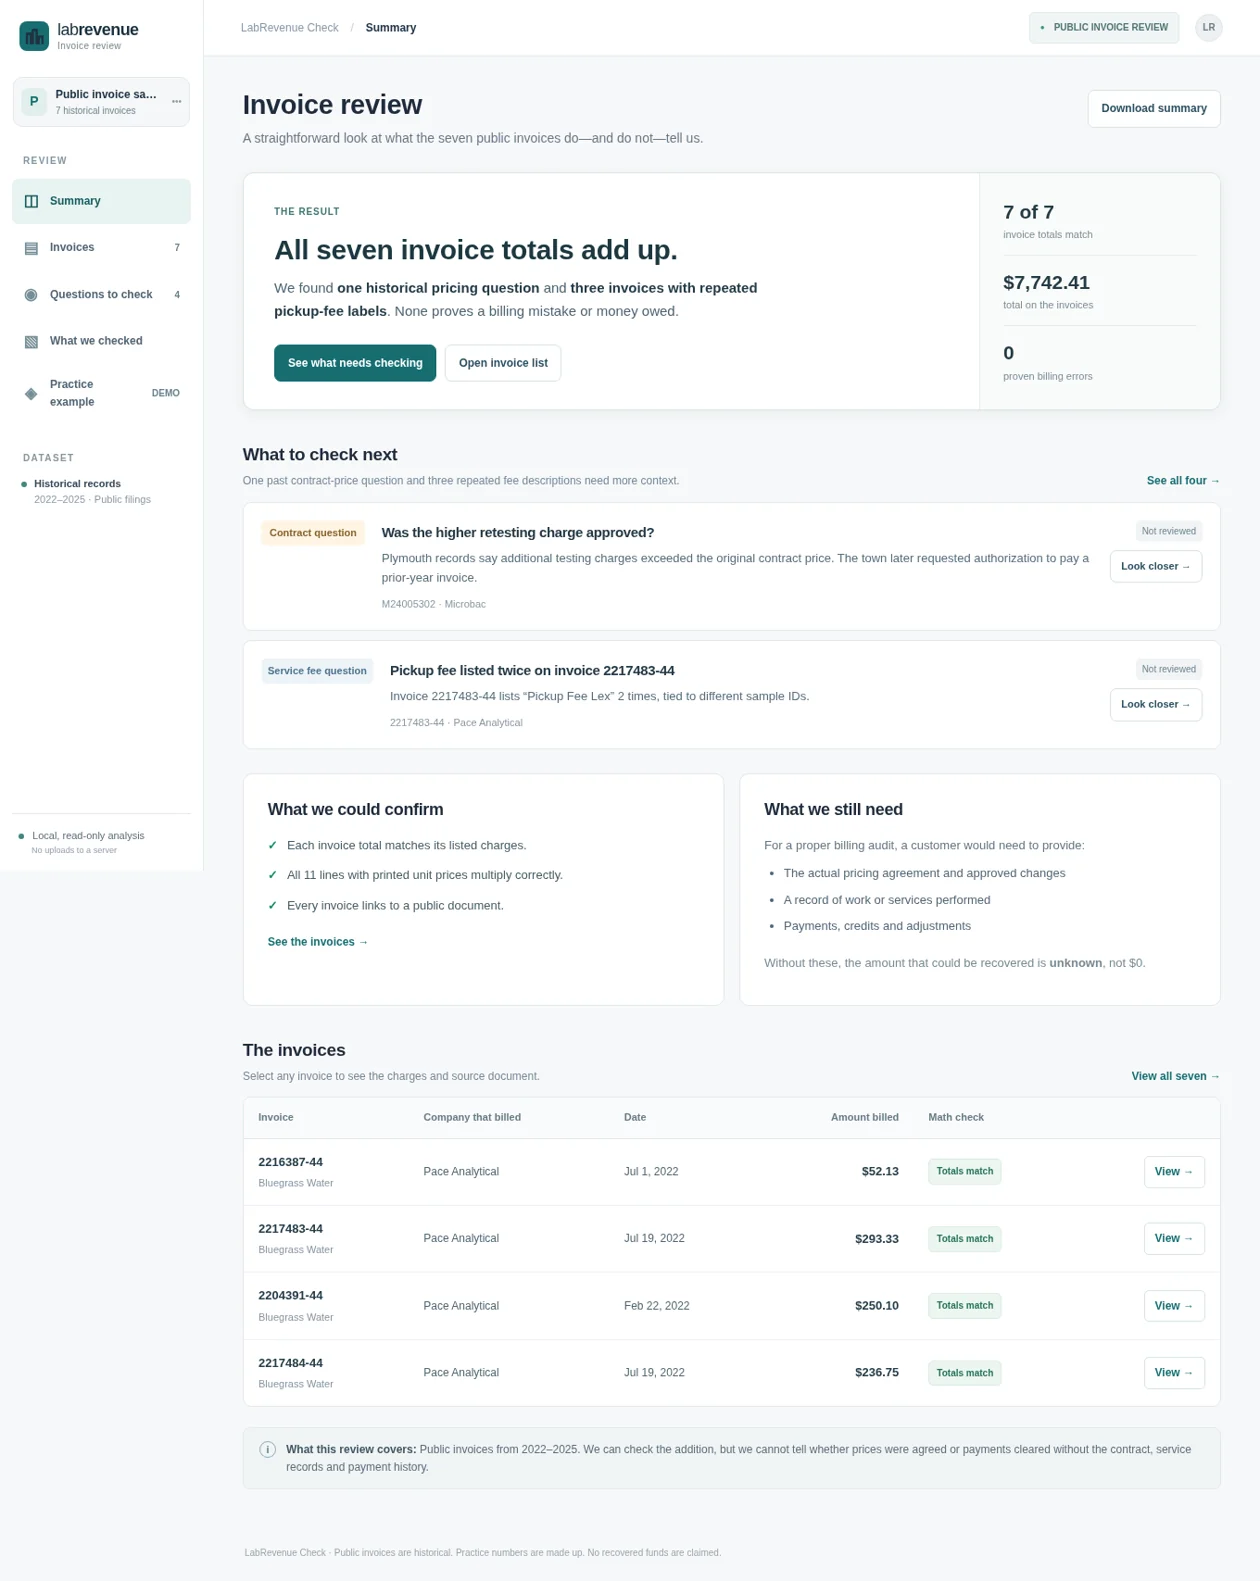 labrevenue
Invoice review
P
Public invoice sa…
7 historical invoices
REVIEW
Summary
Invoices 7
Questions to check 4
What we checked
Practice
example
DEMO
DATASET
Historical records
2022–2025 · Public filings
Local, read-only analysis
No uploads to a server
LabRevenue Check / Summary
PUBLIC INVOICE REVIEW
LR
Invoice review
A straightforward look at what the seven public invoices do—and do not—tell us.
Download summary
THE RESULT
All seven invoice totals add up.
We found one historical pricing question and three invoices with repeated
pickup-fee labels. None proves a billing mistake or money owed.
See what needs checking
Open invoice list
7 of 7
invoice totals match
$7,742.41
total on the invoices
0
proven billing errors
What to check next
One past contract-price question and three repeated fee descriptions need more context.
See all four →
Contract question
Was the higher retesting charge approved?
Plymouth records say additional testing charges exceeded the original contract price. The town later requested authorization to pay a
prior-year invoice.
M24005302 · Microbac
Not reviewed
Look closer →
Service fee question
Pickup fee listed twice on invoice 2217483-44
Invoice 2217483-44 lists “Pickup Fee Lex” 2 times, tied to different sample IDs.
2217483-44 · Pace Analytical
Not reviewed
Look closer →
What we could confirm
✓ Each invoice total matches its listed charges.
✓ All 11 lines with printed unit prices multiply correctly.
✓ Every invoice links to a public document.
See the invoices →
What we still need
For a proper billing audit, a customer would need to provide:
• The actual pricing agreement and approved changes
• A record of work or services performed
• Payments, credits and adjustments
Without these, the amount that could be recovered is unknown, not $0.
The invoices
Select any invoice to see the charges and source document.
View all seven →
Invoice Company that billed Date Amount billed Math check
2216387-44
Bluegrass Water
Pace Analytical Jul 1, 2022 $52.13 Totals match View →
2217483-44
Bluegrass Water
Pace Analytical Jul 19, 2022 $293.33 Totals match View →
2204391-44
Bluegrass Water
Pace Analytical Feb 22, 2022 $250.10 Totals match View →
2217484-44
Bluegrass Water
Pace Analytical Jul 19, 2022 $236.75 Totals match View →
i
What this review covers: Public invoices from 2022–2025. We can check the addition, but we cannot tell whether prices were agreed or payments cleared without the contract, service
records and payment history.
LabRevenue Check · Public invoices are historical. Practice numbers are made up. No recovered funds are claimed.